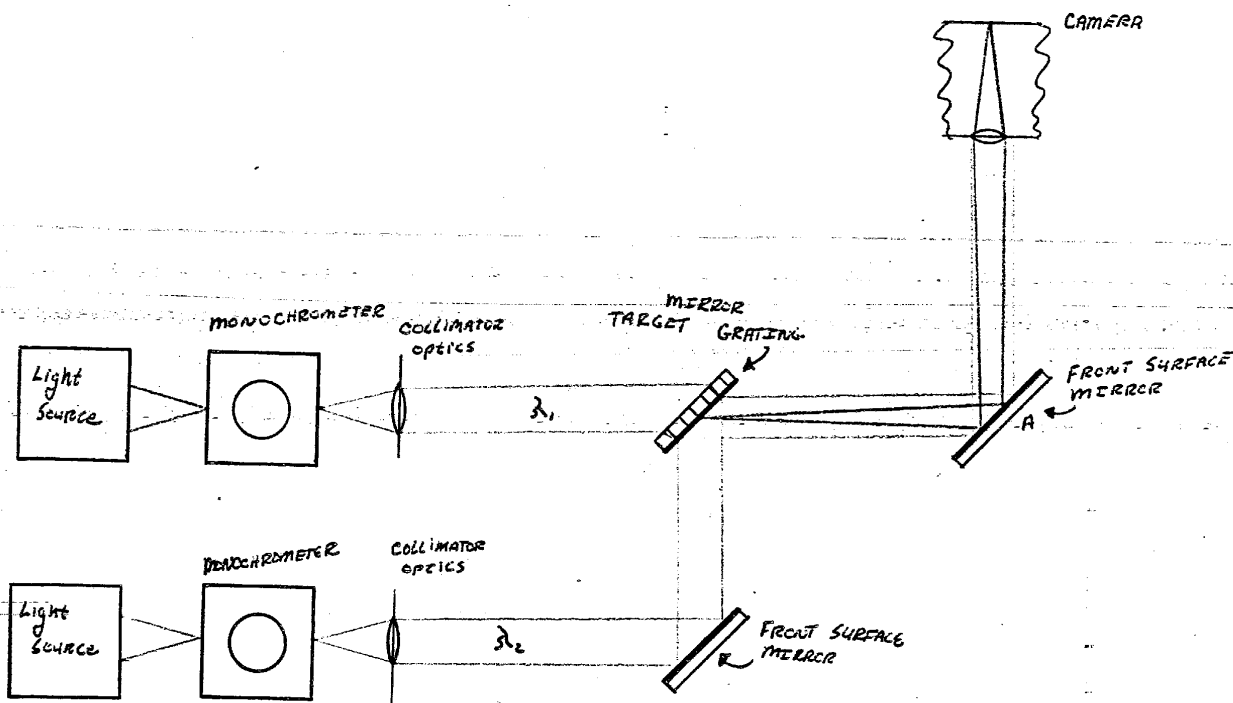 CAMERA
MIRROR
TARGET GRATING
MONOCHROMETER
COLLIMATOR
OPTICS
Light
Source
λ₁
FRONT SURFACE
MIRROR
A
MONOCHROMETER
COLLIMATOR
OPTICS
Light
Source
λ₂
FRONT SURFACE
MIRROR